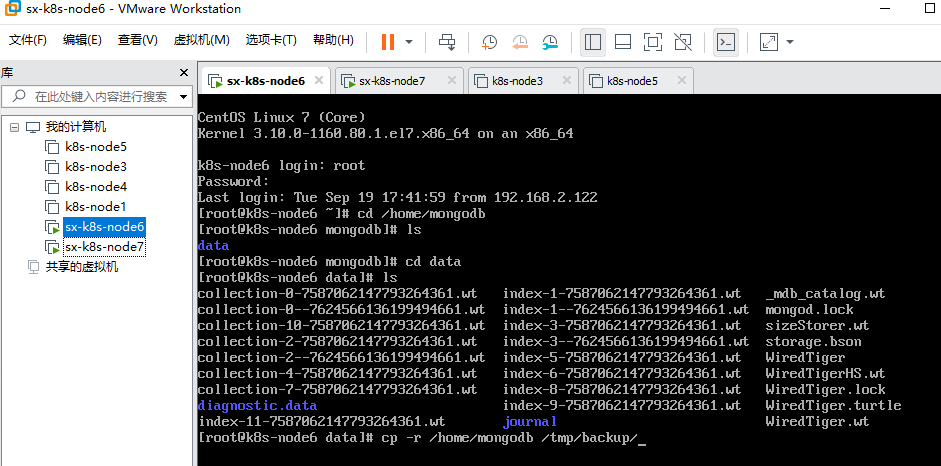 sx-k8s-node6 - VMware Workstation
文件(F) 编辑(E) 查看(V) 虚拟机(M) 选项卡(T) 帮助(H)
库
在此处键入内容进行搜索
我的计算机
k8s-node5
k8s-node3
k8s-node4
k8s-node1
sx-k8s-node6
sx-k8s-node7
共享的虚拟机
sx-k8s-node6 sx-k8s-node7 k8s-node3 k8s-node5
CentOS Linux 7 (Core)
Kernel 3.10.0-1160.80.1.el7.x86_64 on an x86_64
k8s-node6 login: root
Password:
Last login: Tue Sep 19 17:41:59 from 192.168.2.122
[root@k8s-node6 ~]# cd /home/mongodb
[root@k8s-node6 mongodb]# ls
data
[root@k8s-node6 mongodb]# cd data
[root@k8s-node6 data]# ls
collection-0-7587062147793264361.wt index-1-7587062147793264361.wt _mdb_catalog.wt
collection-0--7624566136199494661.wt index-1--7624566136199494661.wt mongod.lock
collection-10-7587062147793264361.wt index-3-7587062147793264361.wt sizeStorer.wt
collection-2-7587062147793264361.wt index-3--7624566136199494661.wt storage.bson
collection-2--7624566136199494661.wt index-5-7587062147793264361.wt WiredTiger
collection-4-7587062147793264361.wt index-6-7587062147793264361.wt WiredTigerHS.wt
collection-7-7587062147793264361.wt index-8-7587062147793264361.wt WiredTiger.lock
diagnostic.data index-9-7587062147793264361.wt WiredTiger.turtle
index-11-7587062147793264361.wt journal WiredTiger.wt
[root@k8s-node6 data]# cp -r /home/mongodb /tmp/backup/_